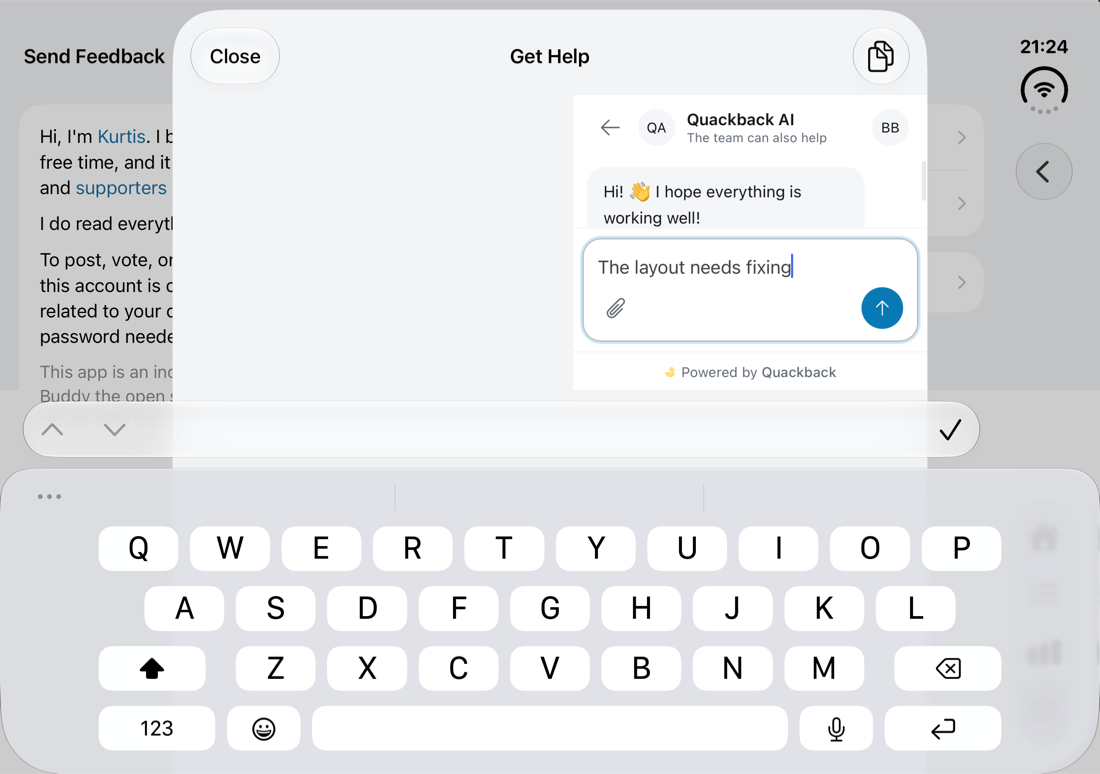 Send Feedback
Close
Get Help
21:24
Hi, I'm Kurtis. I
free time, and it
and supporters
I do read
To post, vote, or
this account is
related to your
password
This app is an
Buddy the open
QA
Quackback AI
The team can also help
BB
Hi! 👋 I hope everything is
working well!
The layout needs fixing
Powered by Quackback
Q W E R T Y U I O P
A S D F G H J K L
Z X C V B N M
123